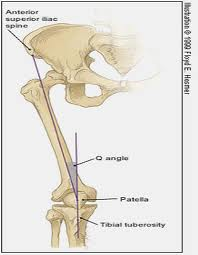 Anterior
superior iliac
spine
Q angle
Patella
Tibial tuberosity
Illustration © 1999 Floyd E. Hosmer